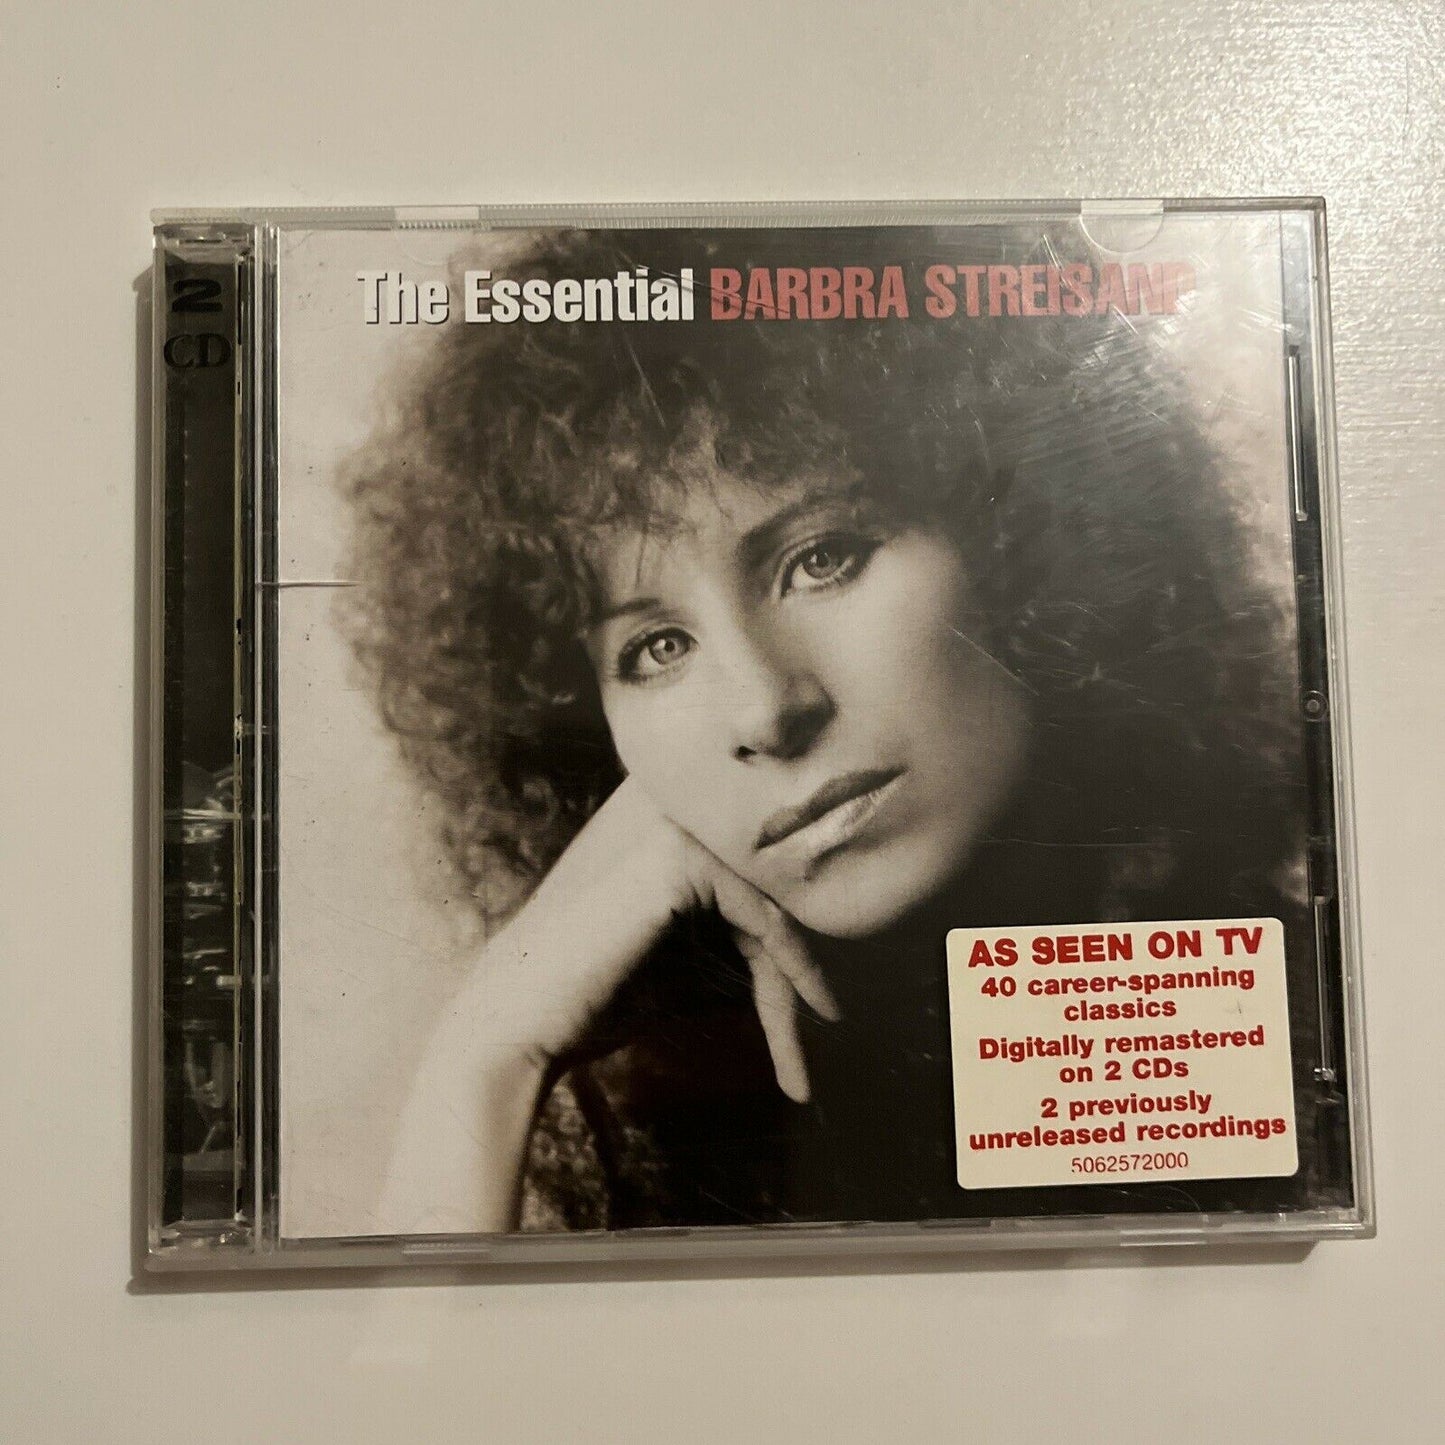 The Essential BARBRA STREISAND
2
CD
AS SEEN ON TV
40 career-spanning
classics
Digitally remastered
on 2 CDs
2 previously
unreleased recordings
5062572000